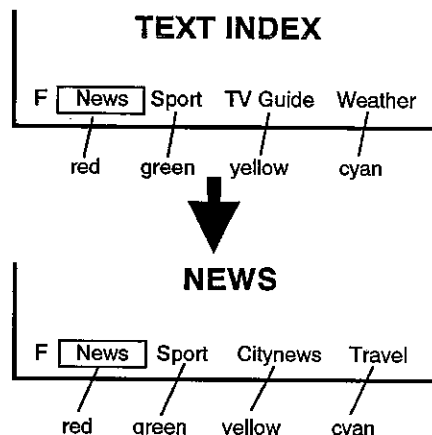 TEXT INDEX
F News Sport TV Guide Weather
red green yellow cyan
NEWS
F News Sport Citynews Travel
red green yellow cyan